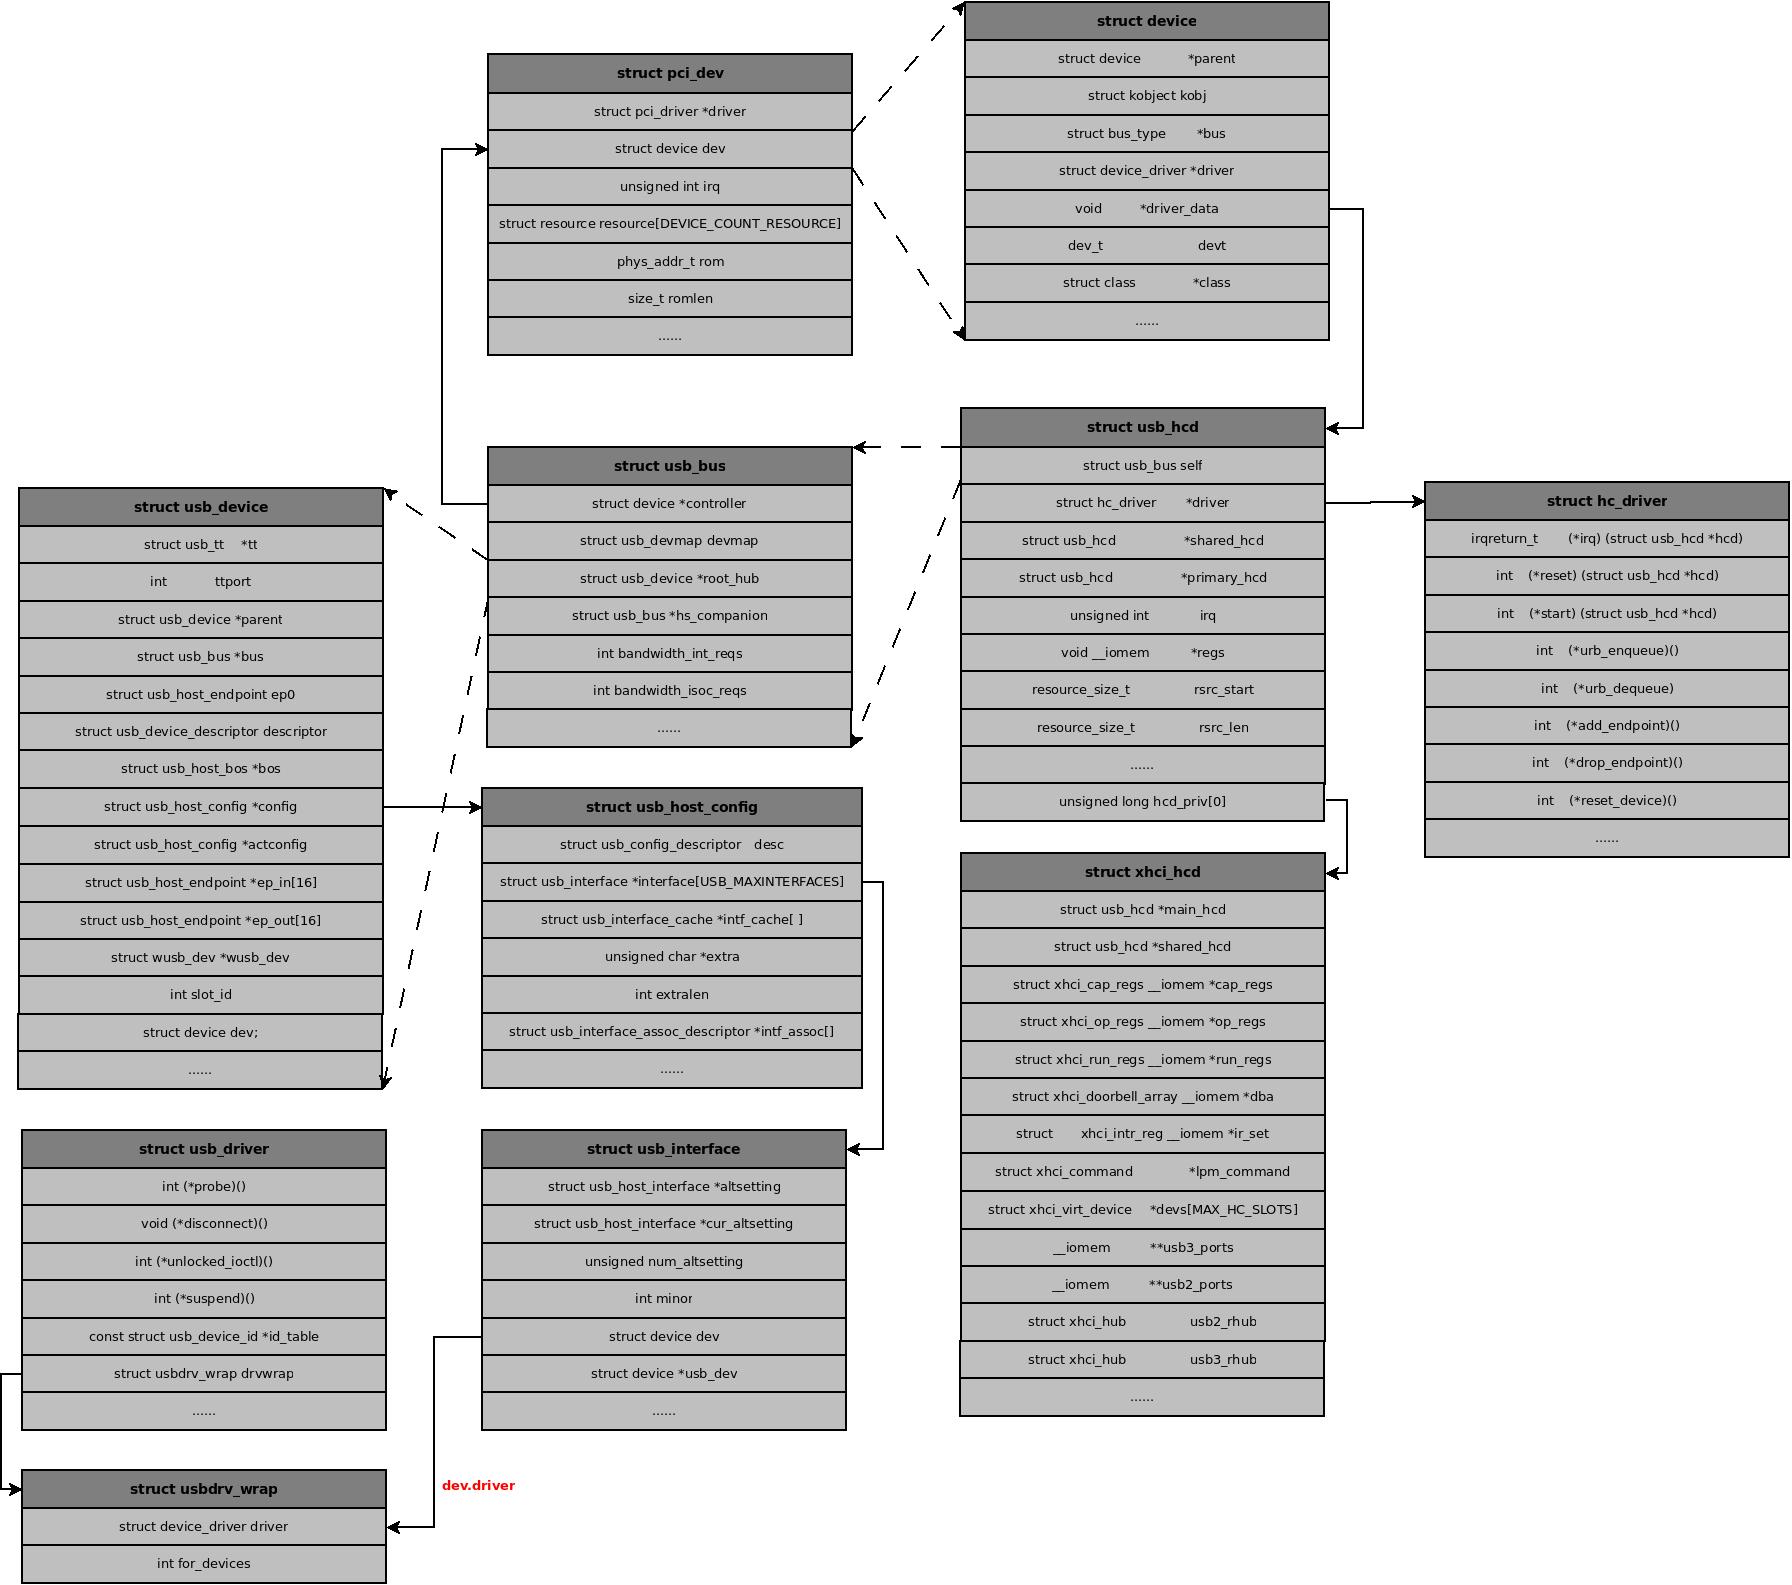 struct device
struct device *parent
struct kobject kobj
struct bus_type *bus
struct device_driver *driver
void *driver_data
dev_t devt
struct class *class
......
struct pci_dev
struct pci_driver *driver
struct device dev
unsigned int irq
struct resource resource[DEVICE_COUNT_RESOURCE]
phys_addr_t rom
size_t romlen
......
struct usb_hcd
struct usb_bus self
struct hc_driver *driver
struct usb_hcd *shared_hcd
struct usb_hcd *primary_hcd
unsigned int irq
void __iomem *regs
resource_size_t rsrc_start
resource_size_t rsrc_len
......
unsigned long hcd_priv[0]
struct usb_bus
struct device *controller
struct usb_devmap devmap
struct usb_device *root_hub
struct usb_bus *hs_companion
int bandwidth_int_reqs
int bandwidth_isoc_reqs
......
struct hc_driver
irqreturn_t (*irq) (struct usb_hcd *hcd)
int (*reset) (struct usb_hcd *hcd)
int (*start) (struct usb_hcd *hcd)
int (*urb_enqueue)()
int (*urb_dequeue)
int (*add_endpoint)()
int (*drop_endpoint)()
int (*reset_device)()
......
struct usb_device
struct usb_tt *tt
int ttport
struct usb_device *parent
struct usb_bus *bus
struct usb_host_endpoint ep0
struct usb_device_descriptor descriptor
struct usb_host_bos *bos
struct usb_host_config *config
struct usb_host_config *actconfig
struct usb_host_endpoint *ep_in[16]
struct usb_host_endpoint *ep_out[16]
struct wusb_dev *wusb_dev
int slot_id
struct device dev;
......
struct usb_host_config
struct usb_config_descriptor desc
struct usb_interface *interface[USB_MAXINTERFACES]
struct usb_interface_cache *intf_cache[ ]
unsigned char *extra
int extralen
struct usb_interface_assoc_descriptor *intf_assoc[]
......
struct xhci_hcd
struct usb_hcd *main_hcd
struct usb_hcd *shared_hcd
struct xhci_cap_regs __iomem *cap_regs
struct xhci_op_regs __iomem *op_regs
struct xhci_run_regs __iomem *run_regs
struct xhci_doorbell_array __iomem *dba
struct xhci_intr_reg __iomem *ir_set
struct xhci_command *lpm_command
struct xhci_virt_device *devs[MAX_HC_SLOTS]
__iomem **usb3_ports
__iomem **usb2_ports
struct xhci_hub usb2_rhub
struct xhci_hub usb3_rhub
......
struct usb_driver
int (*probe)()
void (*disconnect)()
int (*unlocked_ioctl)()
int (*suspend)()
const struct usb_device_id *id_table
struct usbdrv_wrap drvwrap
......
struct usb_interface
struct usb_host_interface *altsetting
struct usb_host_interface *cur_altsetting
unsigned num_altsetting
int minor
struct device dev
struct device *usb_dev
......
dev.driver
struct usbdrv_wrap
struct device_driver driver
int for_devices